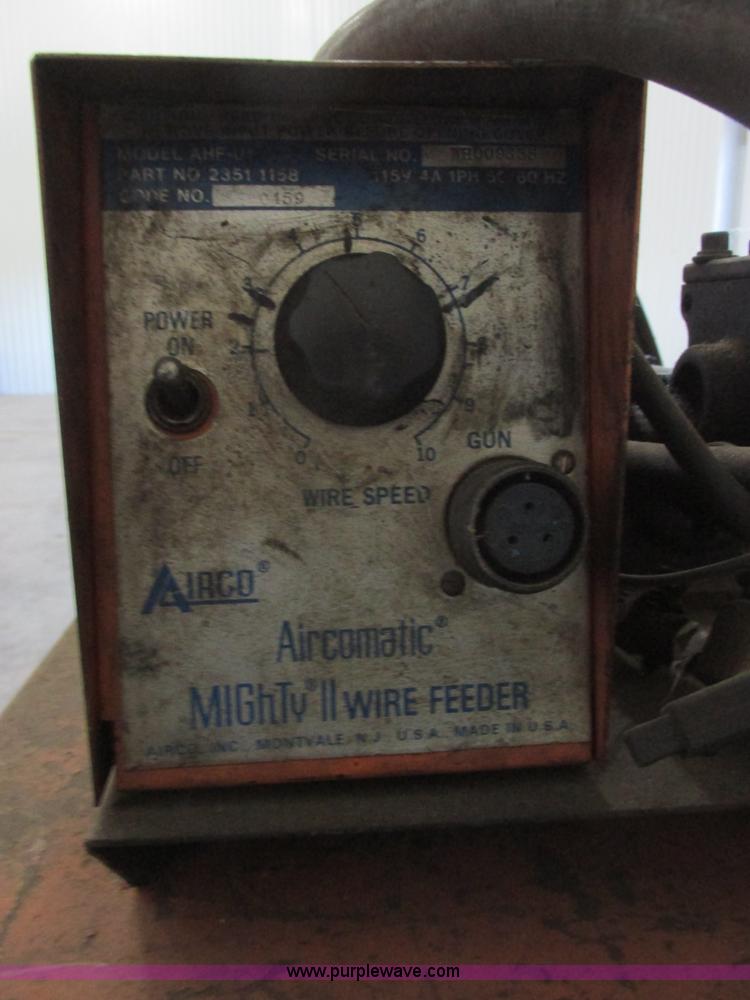 MODEL AHF-U1 SERIAL NO.
PART NO. 2351 1158 115V 4A 1PH 50/60 HZ
CODE NO. 0159
4 5 6
3 7
2 8
1 9
0 10
POWER
ON
OFF
GUN
WIRE SPEED
AIRCO®
Aircomatic®
MIGhTy® II WIRE FEEDER
AIRCO, INC. MONTVALE, N.J. U.S.A. MADE IN U.S.A.
www.purplewave.com